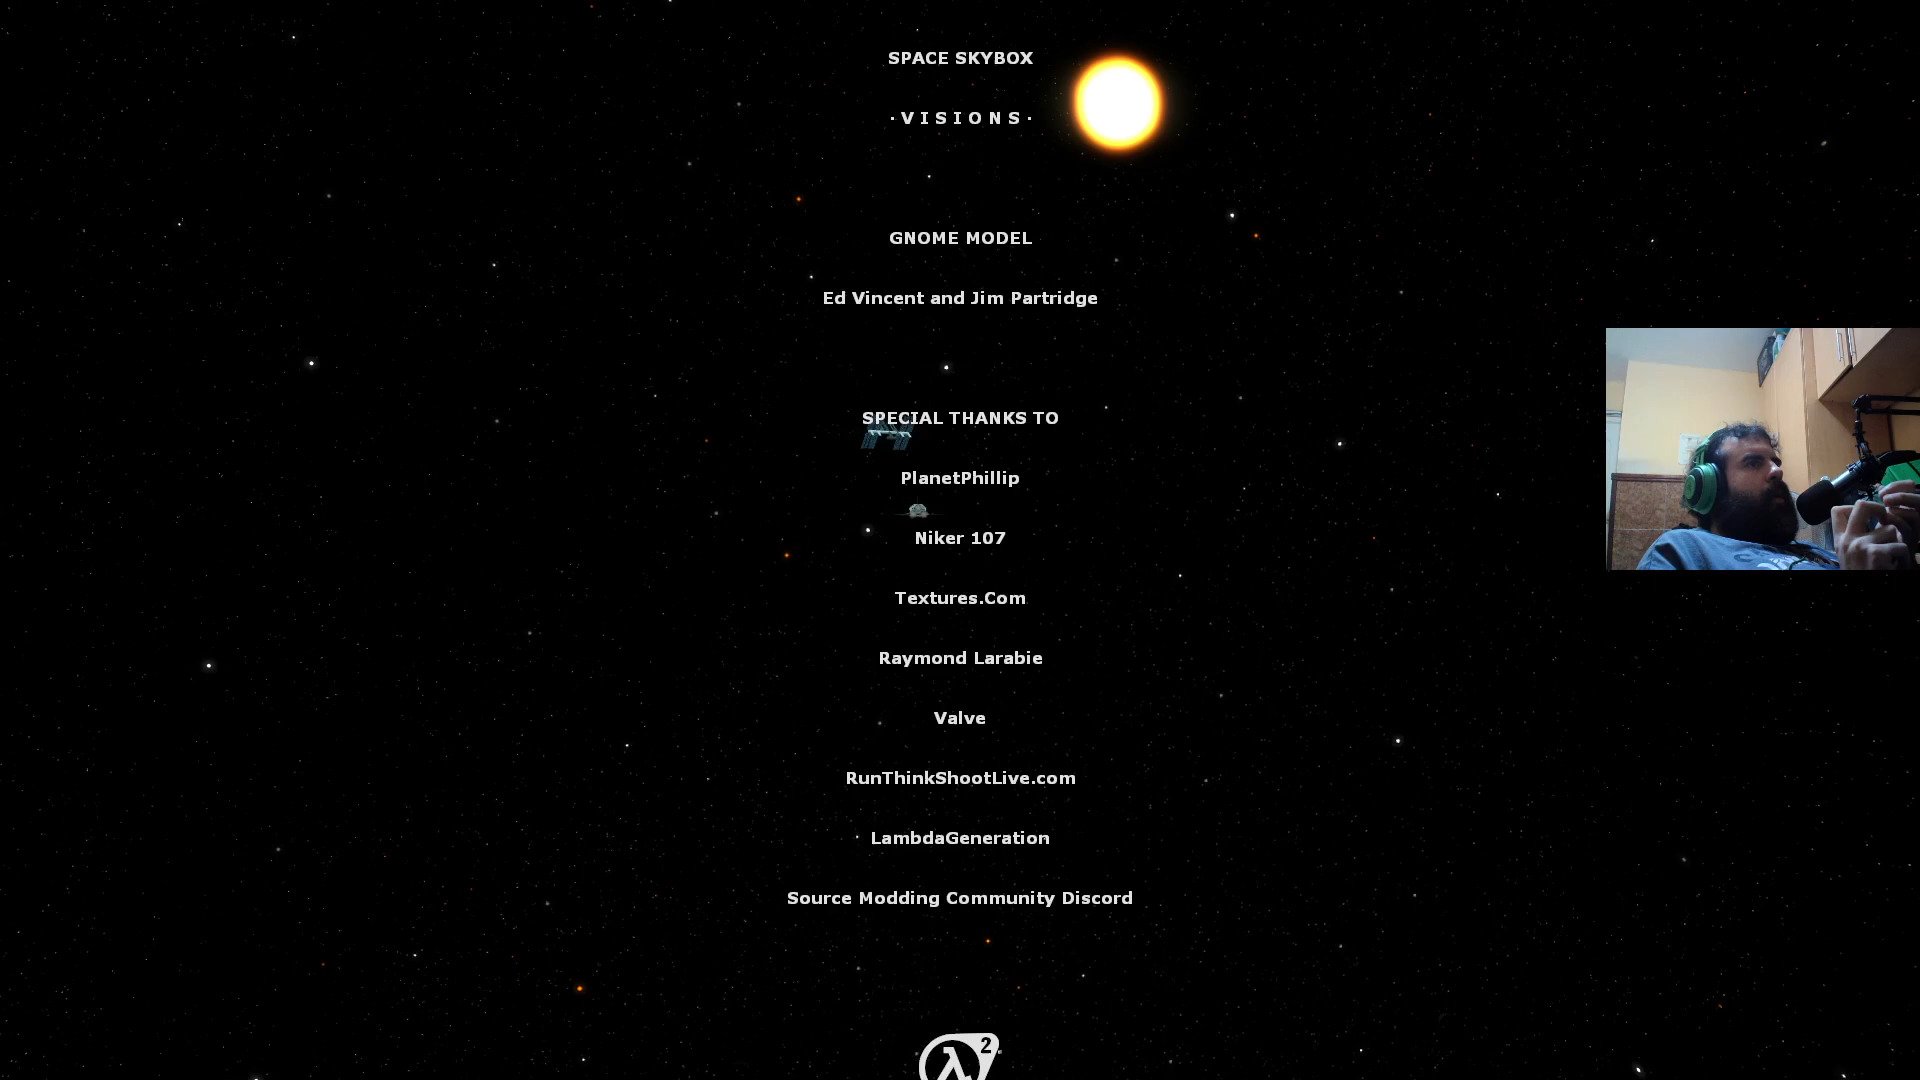 SPACE SKYBOX
· V I S I O N S ·
GNOME MODEL
Ed Vincent and Jim Partridge
SPECIAL THANKS TO
PlanetPhillip
Niker 107
Textures.Com
Raymond Larabie
Valve
RunThinkShootLive.com
LambdaGeneration
Source Modding Community Discord
λ2